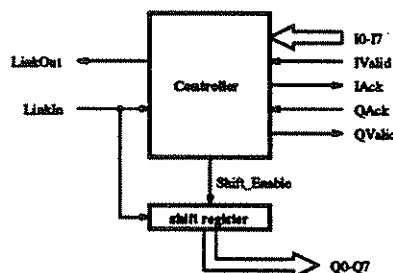 I0-I7
LinkOut
IValid
Controller
IAck
LinkIn
QAck
QValid
Shift_Enable
shift register
Q0-Q7